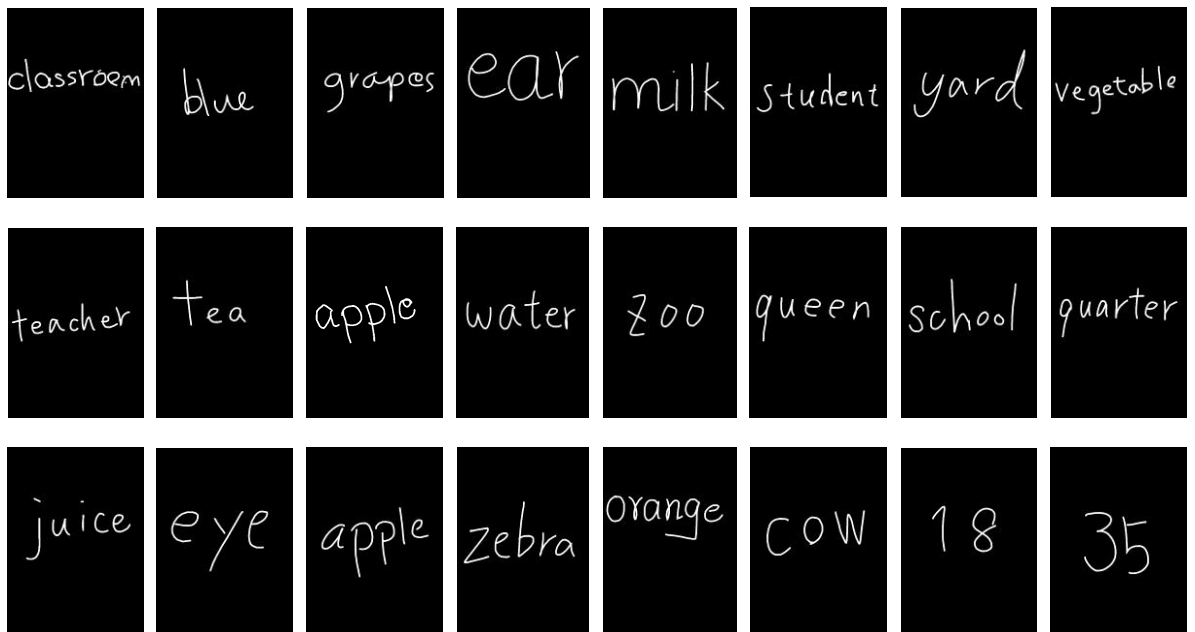 classroem blue grapes ear milk student yard vegetable
teacher tea apple water zoo queen school quarter
juice eye apple zebra orange cow 18 35